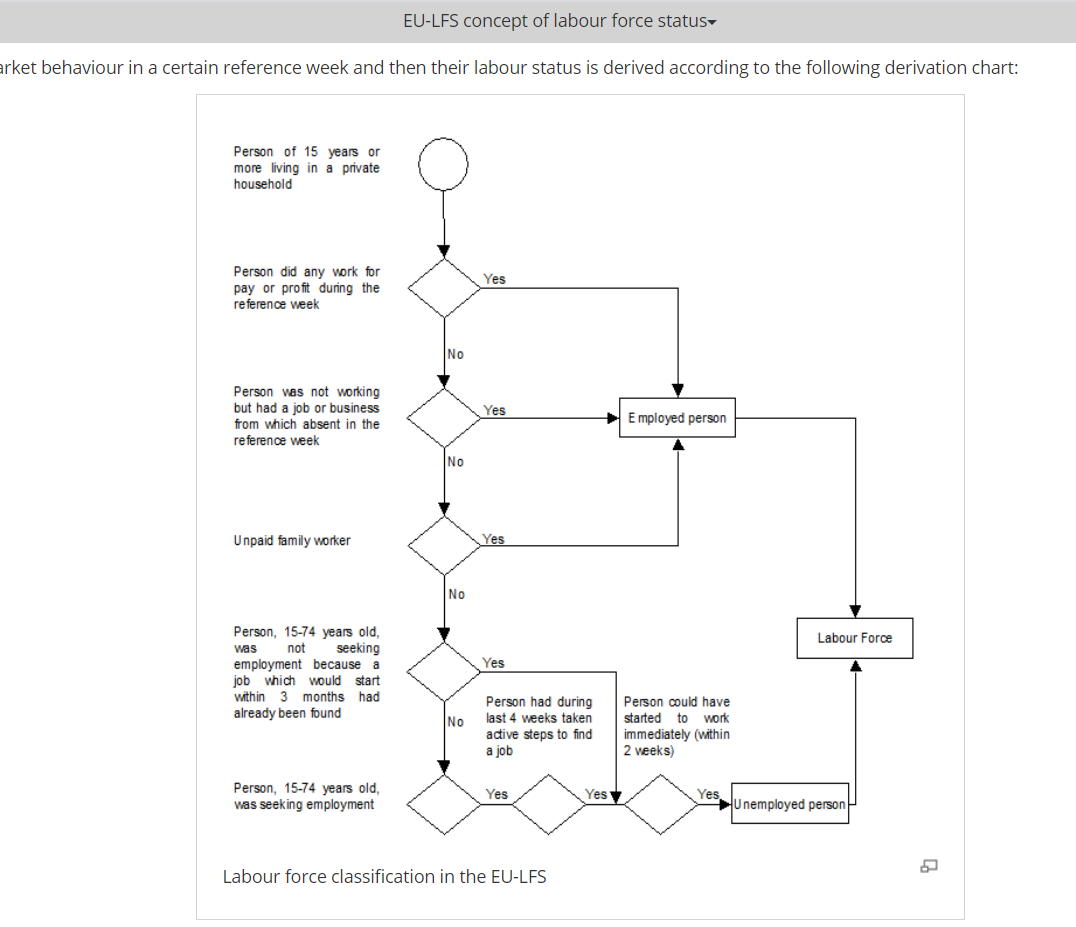 EU-LFS concept of labour force status
arket behaviour in a certain reference week and then their labour status is derived according to the following derivation chart:
Person of 15 years or
more living in a private
household
Person did any work for
pay or profit during the
reference week
Yes
No
Person was not working
but had a job or business
from which absent in the
reference week
Yes
Employed person
No
Unpaid family worker
Yes
No
Person, 15-74 years old,
was not seeking
employment because a
job which would start
within 3 months had
already been found
Yes
Labour Force
No
Person had during
last 4 weeks taken
active steps to find
a job
Person could have
started to work
immediately (within
2 weeks)
Person, 15-74 years old,
was seeking employment
Yes
Yes
Yes
Unemployed person
Labour force classification in the EU-LFS